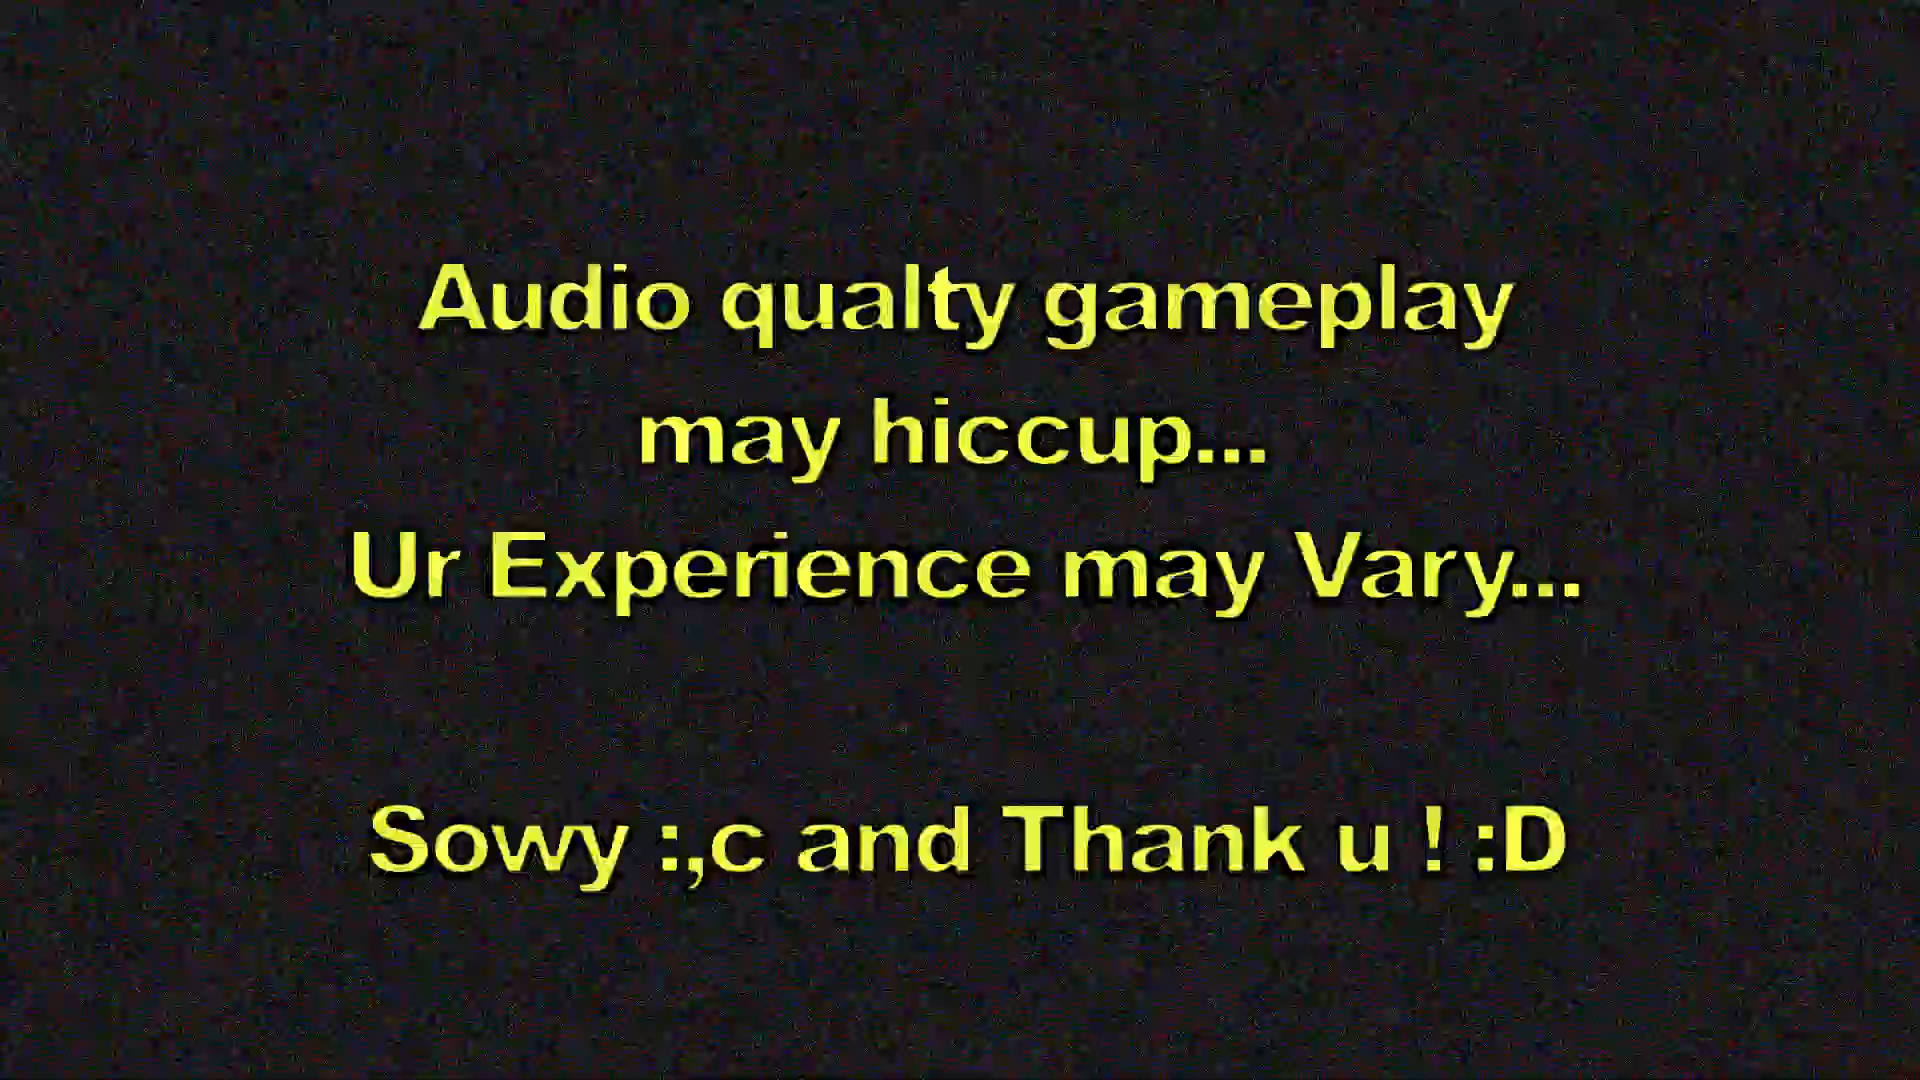 Audio qualty gameplay
may hiccup...
Ur Experience may Vary...
Sowy :,c and Thank u ! :D